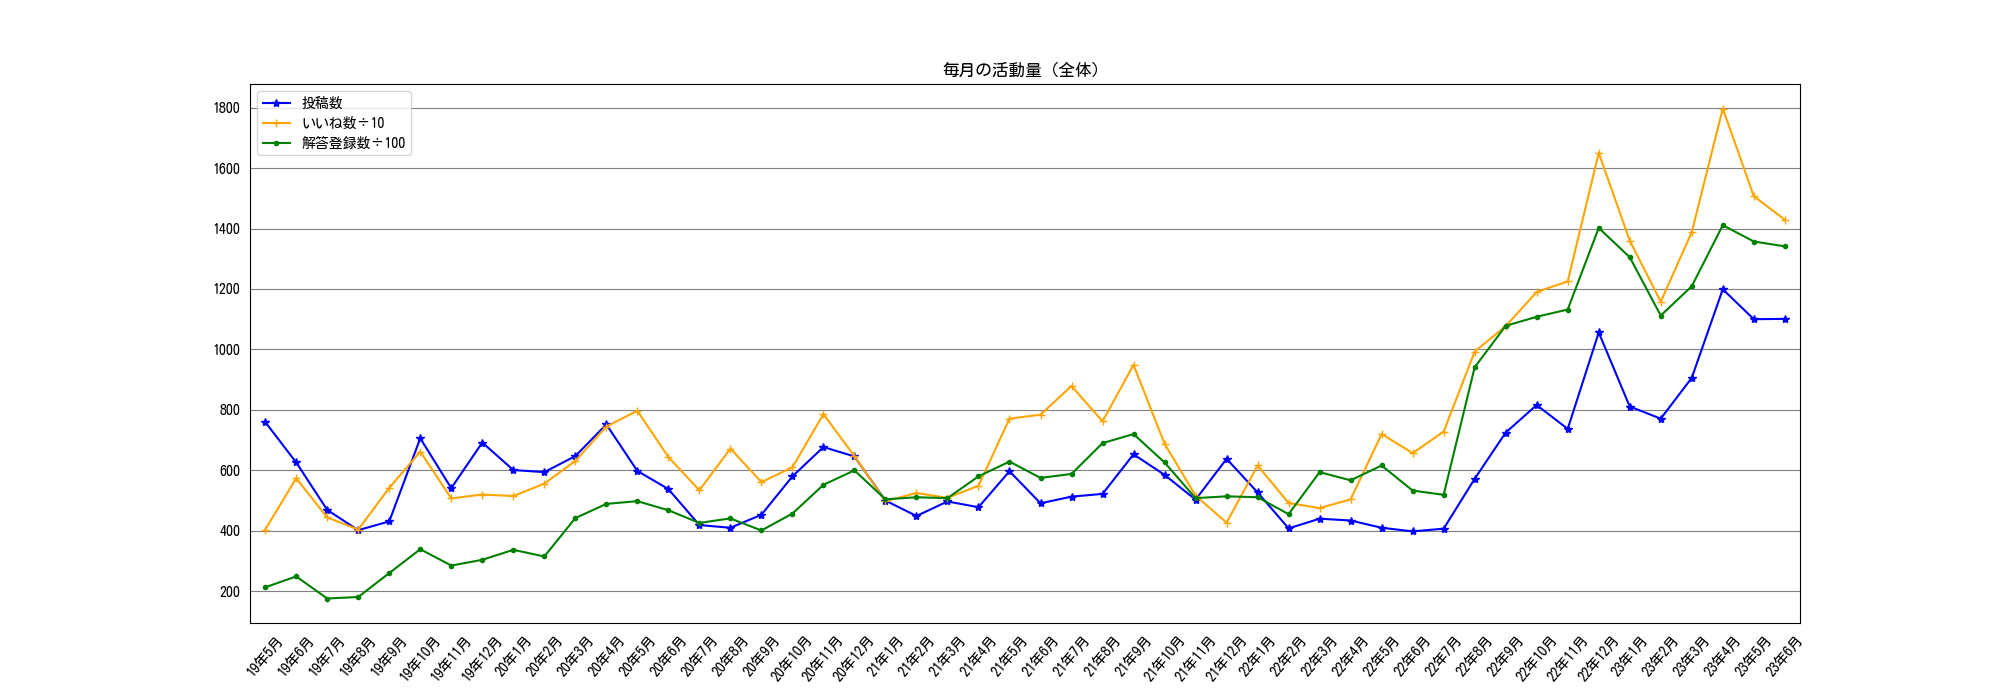 毎月の活動量（全体）
投稿数
いいね数÷10
解答登録数÷100
1800
1600
1400
1200
1000
800
600
400
200
19年5月
19年6月
19年7月
19年8月
19年9月
19年10月
19年11月
19年12月
20年1月
20年2月
20年3月
20年4月
20年5月
20年6月
20年7月
20年8月
20年9月
20年10月
20年11月
20年12月
21年1月
21年2月
21年3月
21年4月
21年5月
21年6月
21年7月
21年8月
21年9月
21年10月
21年11月
21年12月
22年1月
22年2月
22年3月
22年4月
22年5月
22年6月
22年7月
22年8月
22年9月
22年10月
22年11月
22年12月
23年1月
23年2月
23年3月
23年4月
23年5月
23年6月